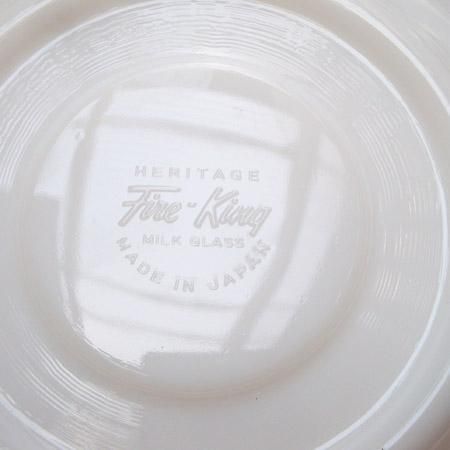 HERITAGE
Fire-King
MILK GLASS
MADE IN JAPAN